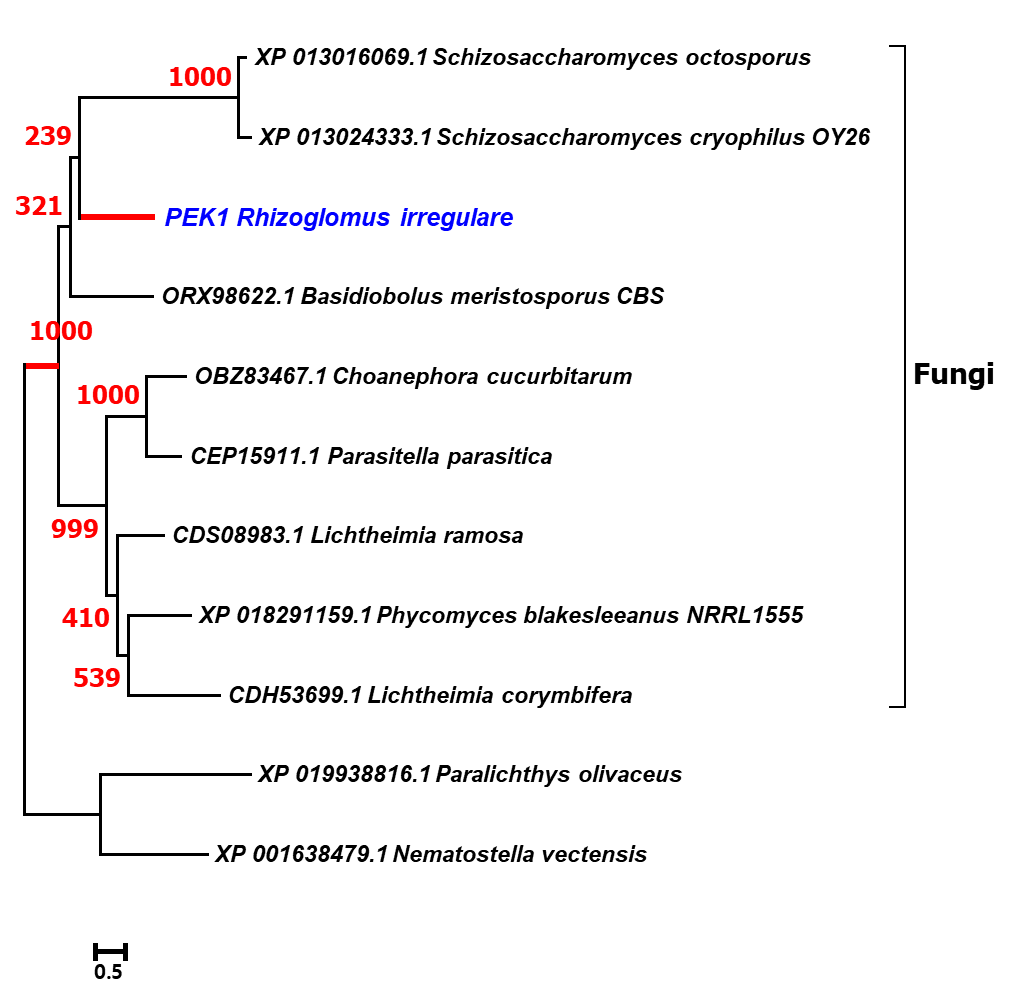 XP 013016069.1 Schizosaccharomyces octosporus
1000
239
XP 013024333.1 Schizosaccharomyces cryophilus OY26
321
PEK1 Rhizoglomus irregulare
ORX98622.1 Basidiobolus meristosporus CBS
1000
OBZ83467.1 Choanephora cucurbitarum
Fungi
1000
CEP15911.1 Parasitella parasitica
999
CDS08983.1 Lichtheimia ramosa
410
XP 018291159.1 Phycomyces blakesleeanus NRRL1555
539
CDH53699.1 Lichtheimia corymbifera
XP 019938816.1 Paralichthys olivaceus
XP 001638479.1 Nematostella vectensis
0.5